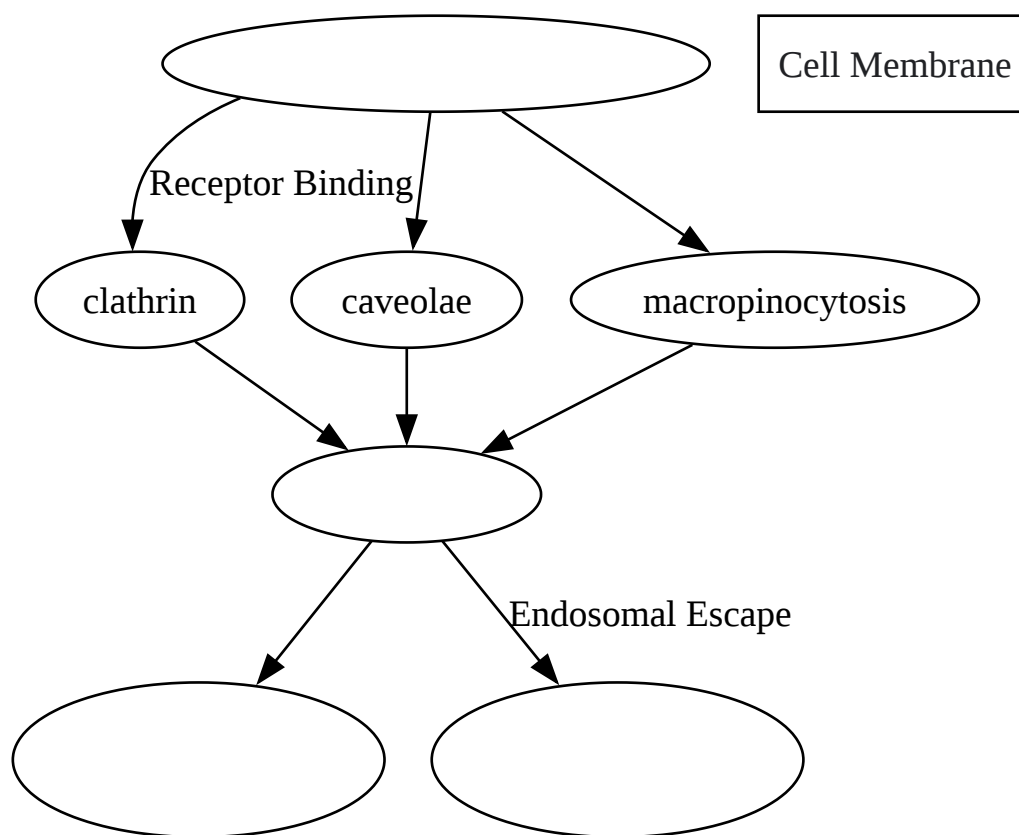 Cell Membrane
Receptor Binding
clathrin
caveolae
macropinocytosis
Endosomal Escape